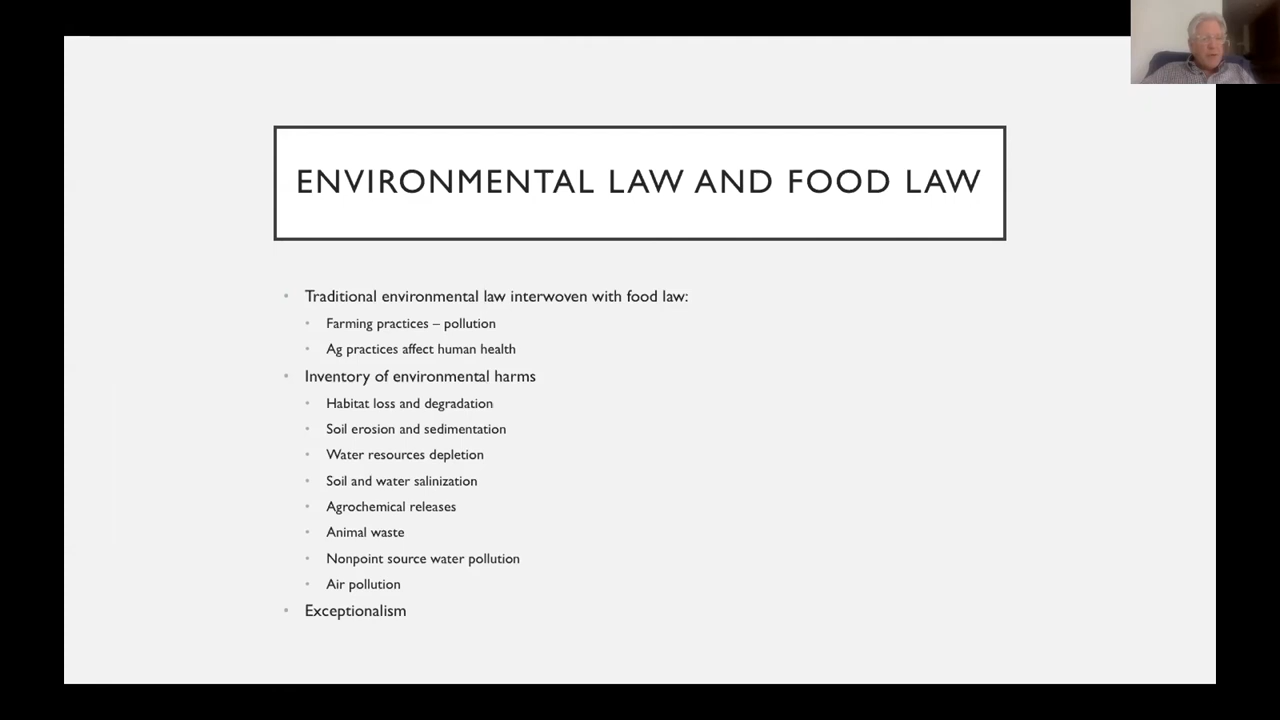 ENVIRONMENTAL LAW AND FOOD LAW
• Traditional environmental law interwoven with food law:
• Farming practices – pollution
• Ag practices affect human health
• Inventory of environmental harms
• Habitat loss and degradation
• Soil erosion and sedimentation
• Water resources depletion
• Soil and water salinization
• Agrochemical releases
• Animal waste
• Nonpoint source water pollution
• Air pollution
• Exceptionalism